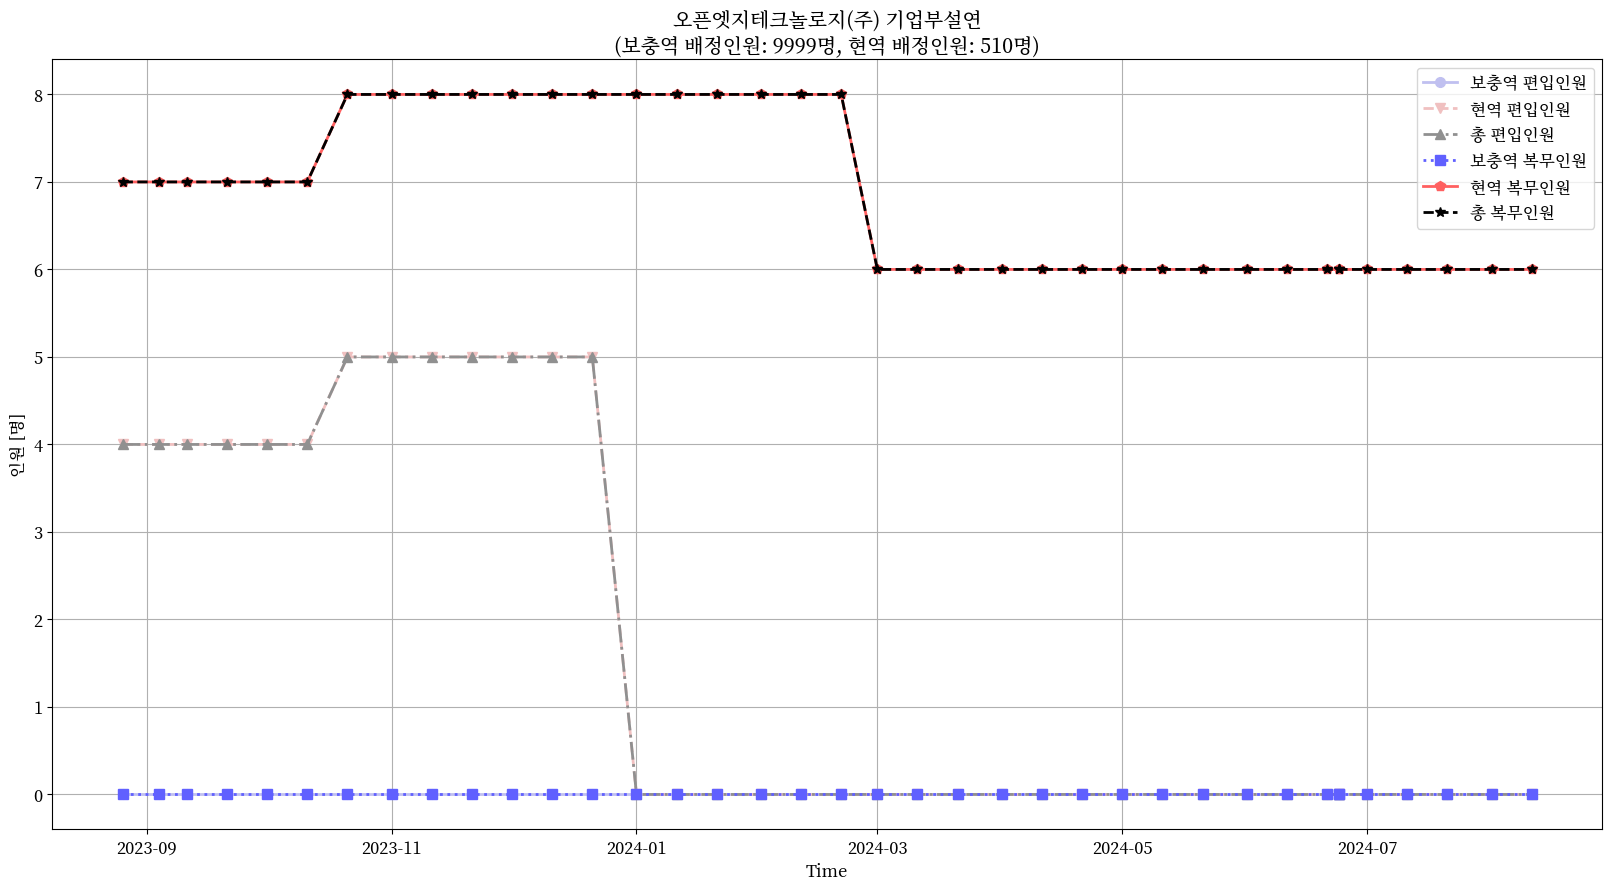 오픈엣지테크놀로지(주) 기업부설연
(보충역 배정인원: 9999명, 현역 배정인원: 510명)
보충역 편입인원
현역 편입인원
총 편입인원
보충역 복무인원
현역 복무인원
총 복무인원
8
7
6
5
4
3
2
1
0
인원 [명]
2023-09
2023-11
2024-01
2024-03
2024-05
2024-07
Time